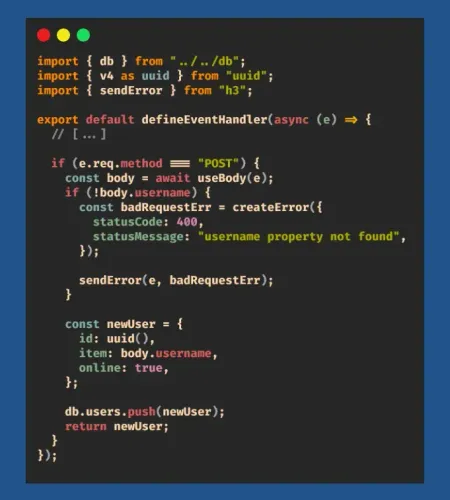 import { db } from "../../db";
import { v4 as uuid } from "uuid";
import { sendError } from "h3";
export default defineEventHandler(async (e) => {
// [...]
if (e.req.method === "POST") {
const body = await useBody(e);
if (!body.username) {
const badRequestErr = createError({
statusCode: 400,
statusMessage: "username property not found",
});
sendError(e, badRequestErr);
}
const newUser = {
id: uuid(),
item: body.username,
online: true,
};
db.users.push(newUser);
return newUser;
}
});